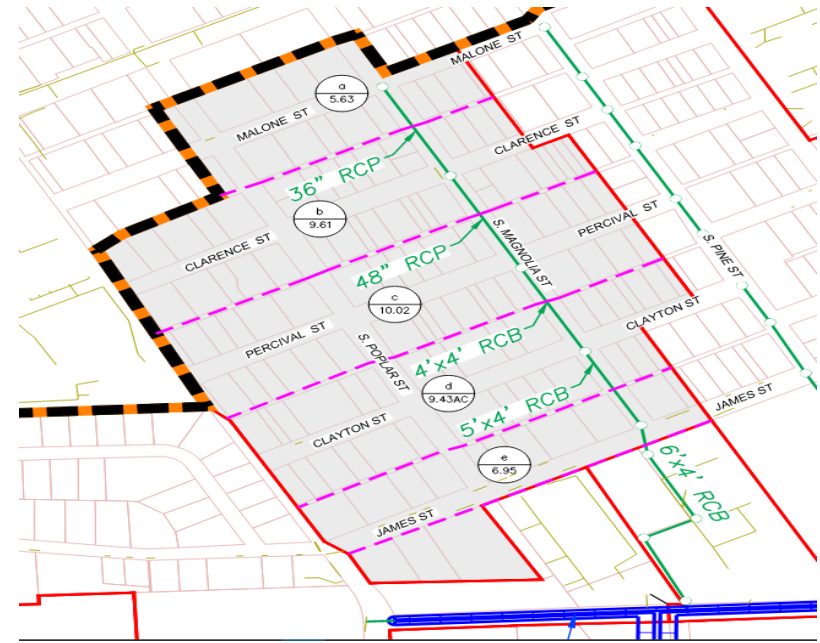 MALONE ST
a
5.63
MALONE ST
CLARENCE ST
36" RCP
b
9.61
PERCIVAL ST
CLARENCE ST
S. MAGNOLIA ST
S. PINE ST
48" RCP
c
10.02
CLAYTON ST
PERCIVAL ST
S. POPLAR ST
4'x4' RCB
d
9.43AC
JAMES ST
5'x4' RCB
CLAYTON ST
e
6.95
6'x4' RCB
JAMES ST